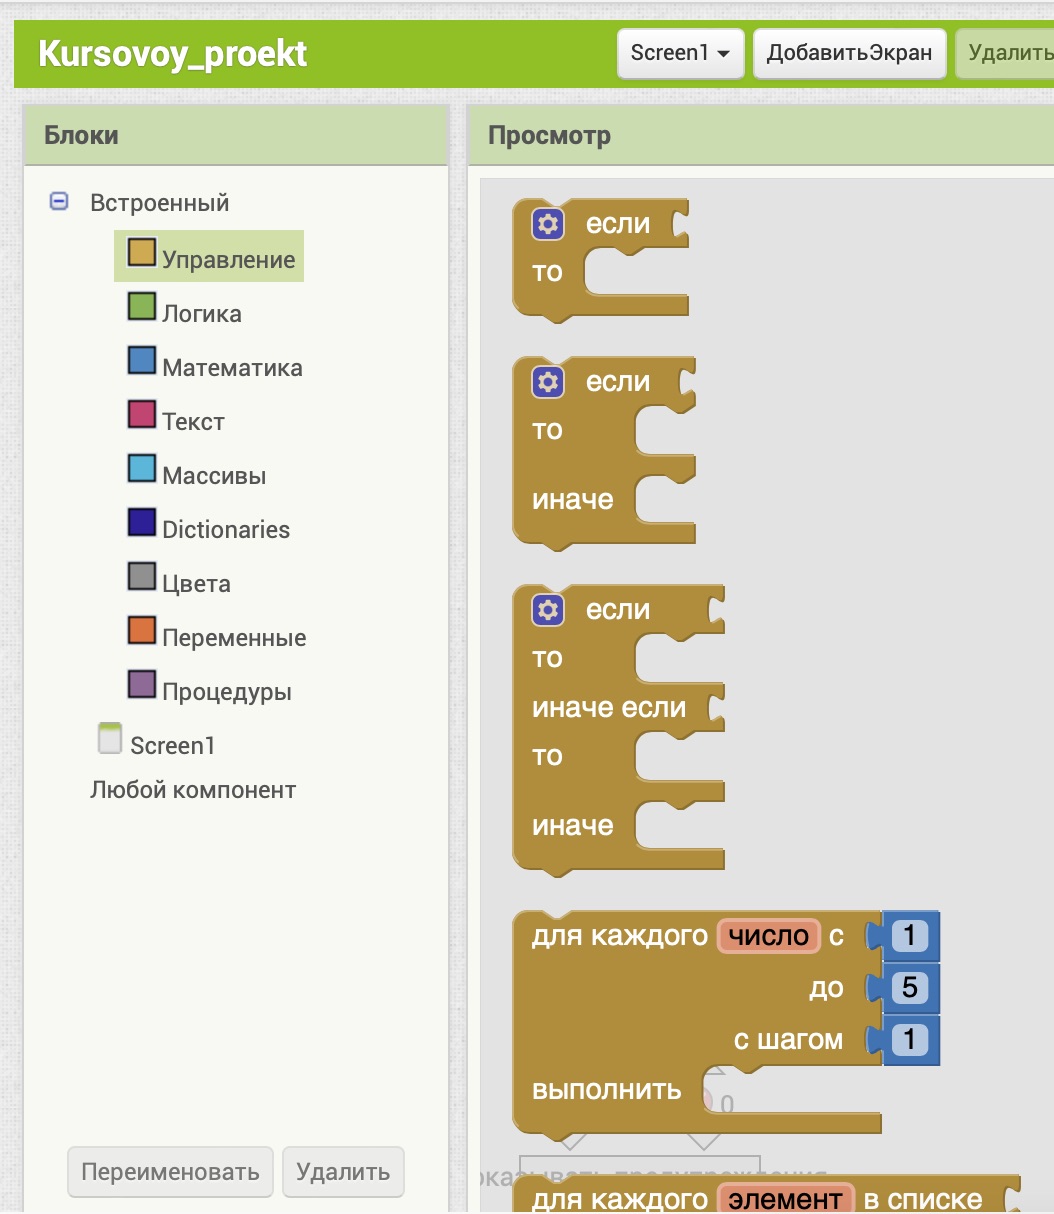 Kursovoy_proekt
Screen1
ДобавитьЭкран
Удалить
Блоки
Просмотр
Встроенный
Управление
Логика
Математика
Текст
Массивы
Dictionaries
Цвета
Переменные
Процедуры
Screen1
Любой компонент
Переименовать
Удалить
если
то
если
то
иначе
если
то
иначе если
то
иначе
для каждого число с 1
до 5
с шагом 1
выполнить
0
предупреждения
для каждого элемент в списке